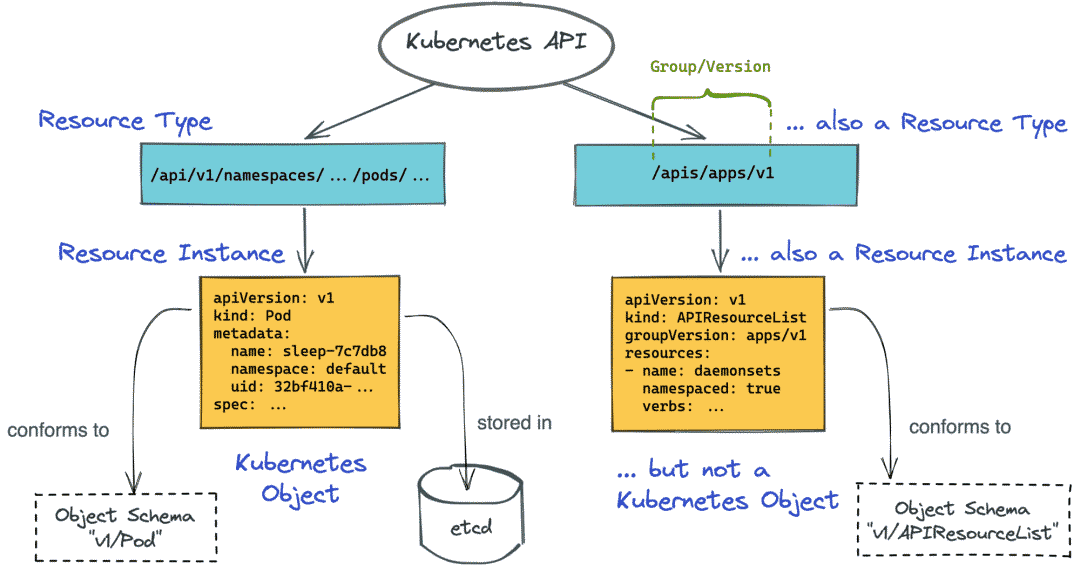 Kubernetes API
Group/Version
Resource Type
... also a Resource Type
/api/v1/namespaces/ ... /pods/ ...
/apis/apps/v1
Resource Instance
... also a Resource Instance
apiVersion: v1
kind: Pod
metadata:
name: sleep-7c7db8
namespace: default
uid: 32bf410a- ...
spec: ...
apiVersion: v1
kind: APIResourceList
groupVersion: apps/v1
resources:
- name: daemonsets
namespaced: true
verbs: ...
conforms to
stored in
conforms to
Kubernetes
Object
... but not a
Kubernetes Object
Object Schema
"v1/Pod"
etcd
Object Schema
"v1/APIResourceList"